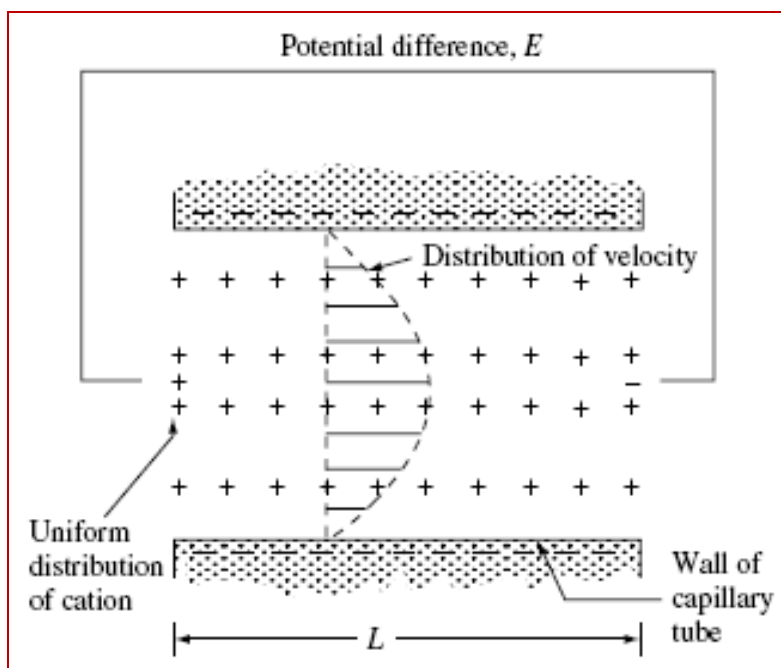 Potential difference, E
Distribution of velocity
+ + + + + + + + + +
+ + + + + + + + + +
+ −
+ + + + + + + + + +
+ + + + + + + + + +
Uniform
distribution
of cation
Wall of
capillary
tube
L